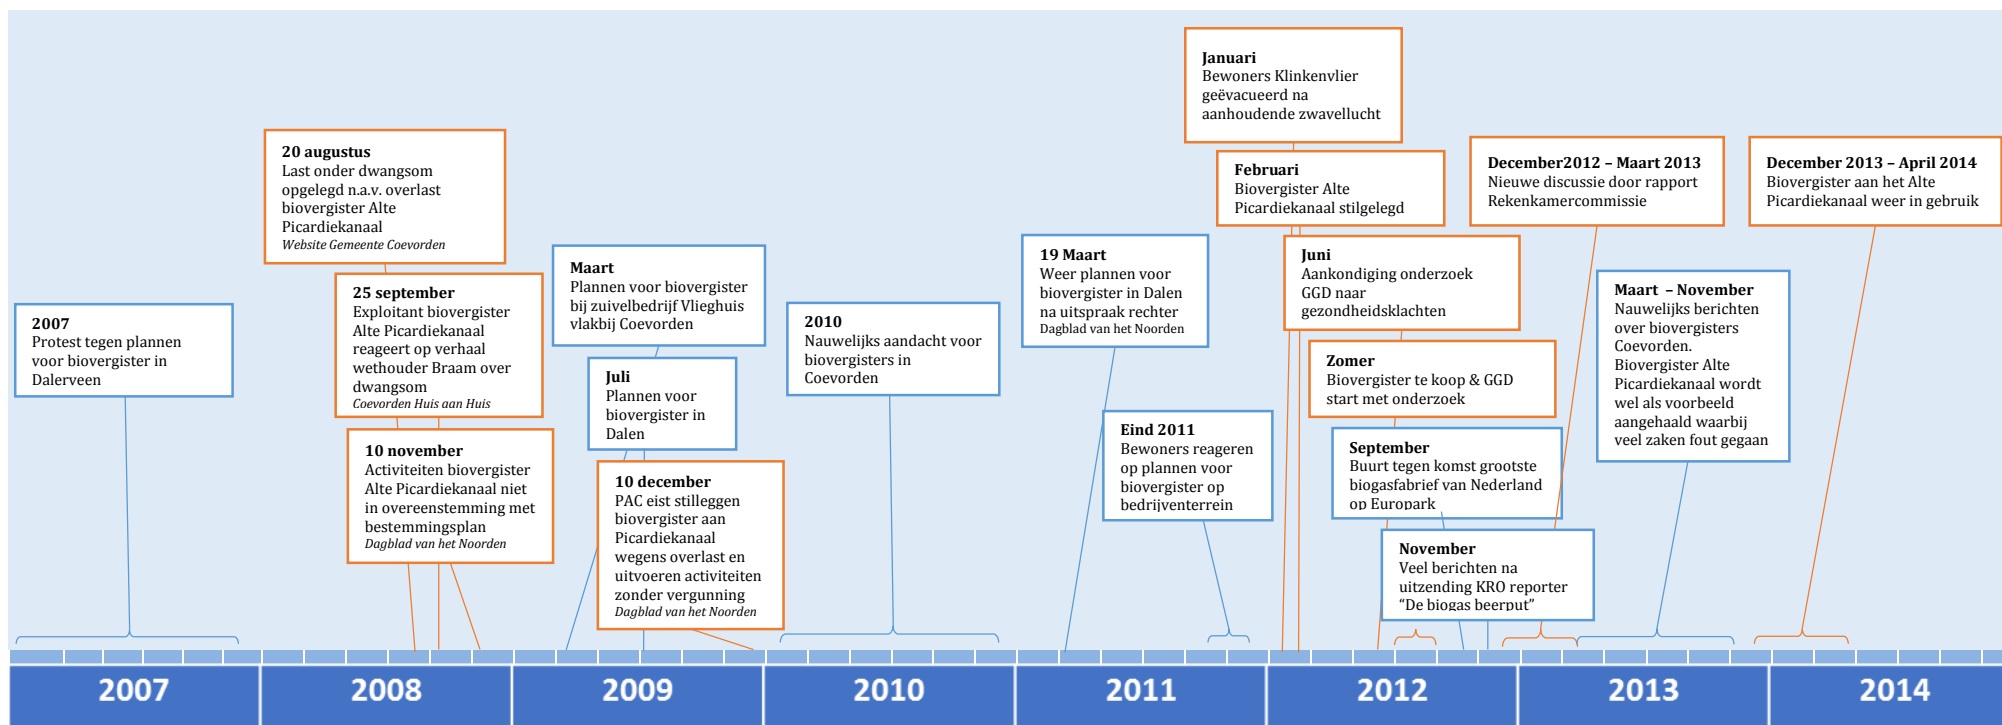 2007
Protest tegen plannen
voor biovergister in
Dalerveen
20 augustus
Last onder dwangsom
opgelegd n.a.v. overlast
biovergister Alte
Picardiekanaal
Website Gemeente Coevorden
25 september
Exploitant biovergister
Alte Picardiekanaal
reageert op verhaal
wethouder Braam over
dwangsom
Coevorden Huis aan Huis
10 november
Activiteiten biovergister
Alte Picardiekanaal niet
in overeenstemming met
bestemmingsplan
Dagblad van het Noorden
Maart
Plannen voor biovergister
bij zuivelbedrijf Vlieghuis
vlakbij Coevorden
Juli
Plannen voor
biovergister in
Dalen
10 december
PAC eist stilleggen
biovergister aan
Picardiekanaal
wegens overlast en
uitvoeren activiteiten
zonder vergunning
Dagblad van het Noorden
2010
Nauwelijks aandacht voor
biovergisters in
Coevorden
19 Maart
Weer plannen voor
biovergister in Dalen
na uitspraak rechter
Dagblad van het Noorden
Eind 2011
Bewoners reageren
op plannen voor
biovergister op
bedrijventerrein
Januari
Bewoners Klinkenvlier
geëvacueerd na
aanhoudende zwavellucht
Februari
Biovergister Alte
Picardiekanaal stilgelegd
Juni
Aankondiging onderzoek
GGD naar
gezondheidsklachten
Zomer
Biovergister te koop & GGD
start met onderzoek
September
Buurt tegen komst grootste
biogasfabrief van Nederland
op Europark
November
Veel berichten na
uitzending KRO reporter
“De biogas beerput”
December2012 – Maart 2013
Nieuwe discussie door rapport
Rekenkamercommissie
Maart – November
Nauwelijks berichten
over biovergisters
Coevorden.
Biovergister Alte
Picardiekanaal wordt
wel als voorbeeld
aangehaald waarbij
veel zaken fout gegaan
December 2013 – April 2014
Biovergister aan het Alte
Picardiekanaal weer in gebruik
2007
2008
2009
2010
2011
2012
2013
2014